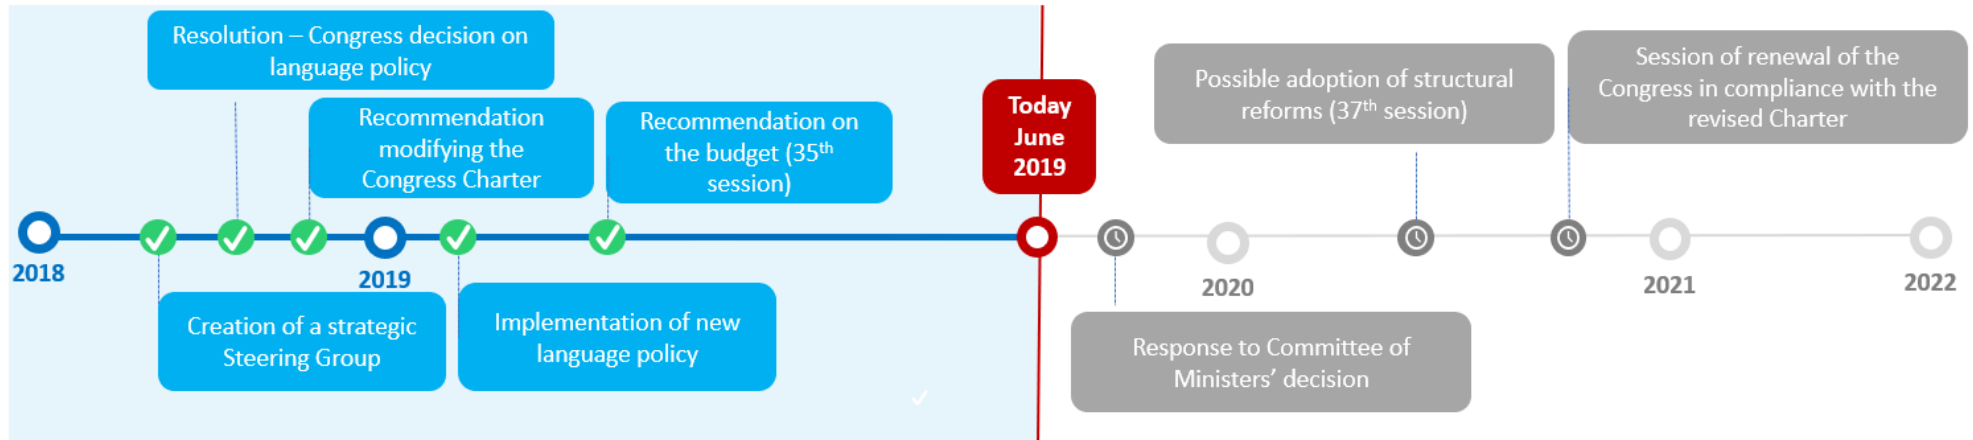 Resolution – Congress decision on
language policy
Recommendation
modifying the
Congress Charter
Recommendation on
the budget (35th
session)
Today
June
2019
Possible adoption of structural
reforms (37th session)
Session of renewal of the
Congress in compliance with the
revised Charter
2018
2019
2020
2021
2022
Creation of a strategic
Steering Group
Implementation of new
language policy
Response to Committee of
Ministers’ decision